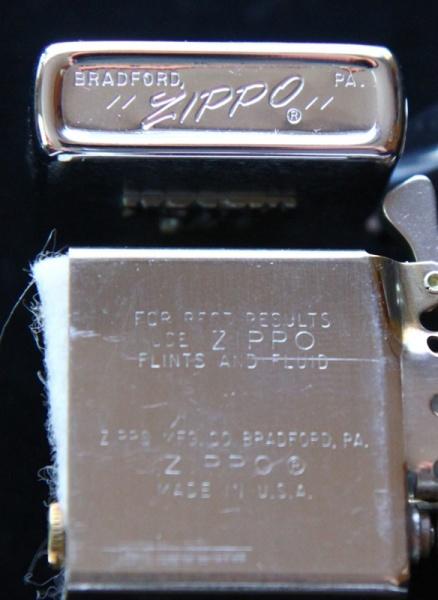 BRADFORD, PA.
" ZIPPO ® "
FOR BEST RESULTS
USE ZIPPO
FLINTS AND FLUID
ZIPPO MFG. CO. BRADFORD, PA.
ZIPPO ®
MADE IN U.S.A.